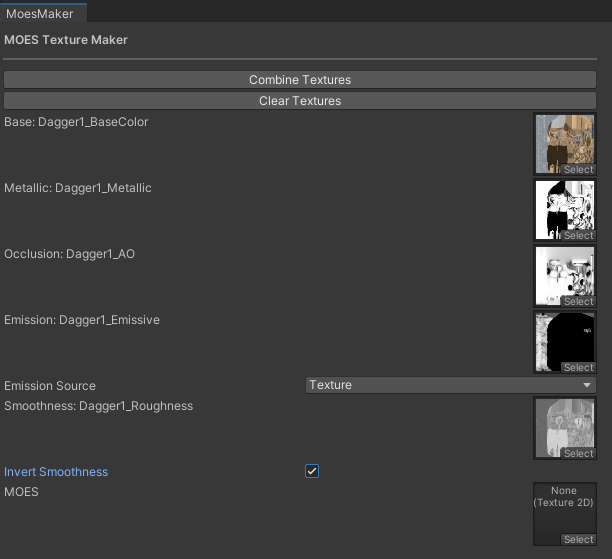 MoesMaker
MOES Texture Maker
Combine Textures
Clear Textures
Base: Dagger1_BaseColor
Select
Metallic: Dagger1_Metallic
Select
Occlusion: Dagger1_AO
Select
Emission: Dagger1_Emissive
Select
Emission Source
Texture
Smoothness: Dagger1_Roughness
Select
Invert Smoothness
MOES
None
(Texture 2D)
Select